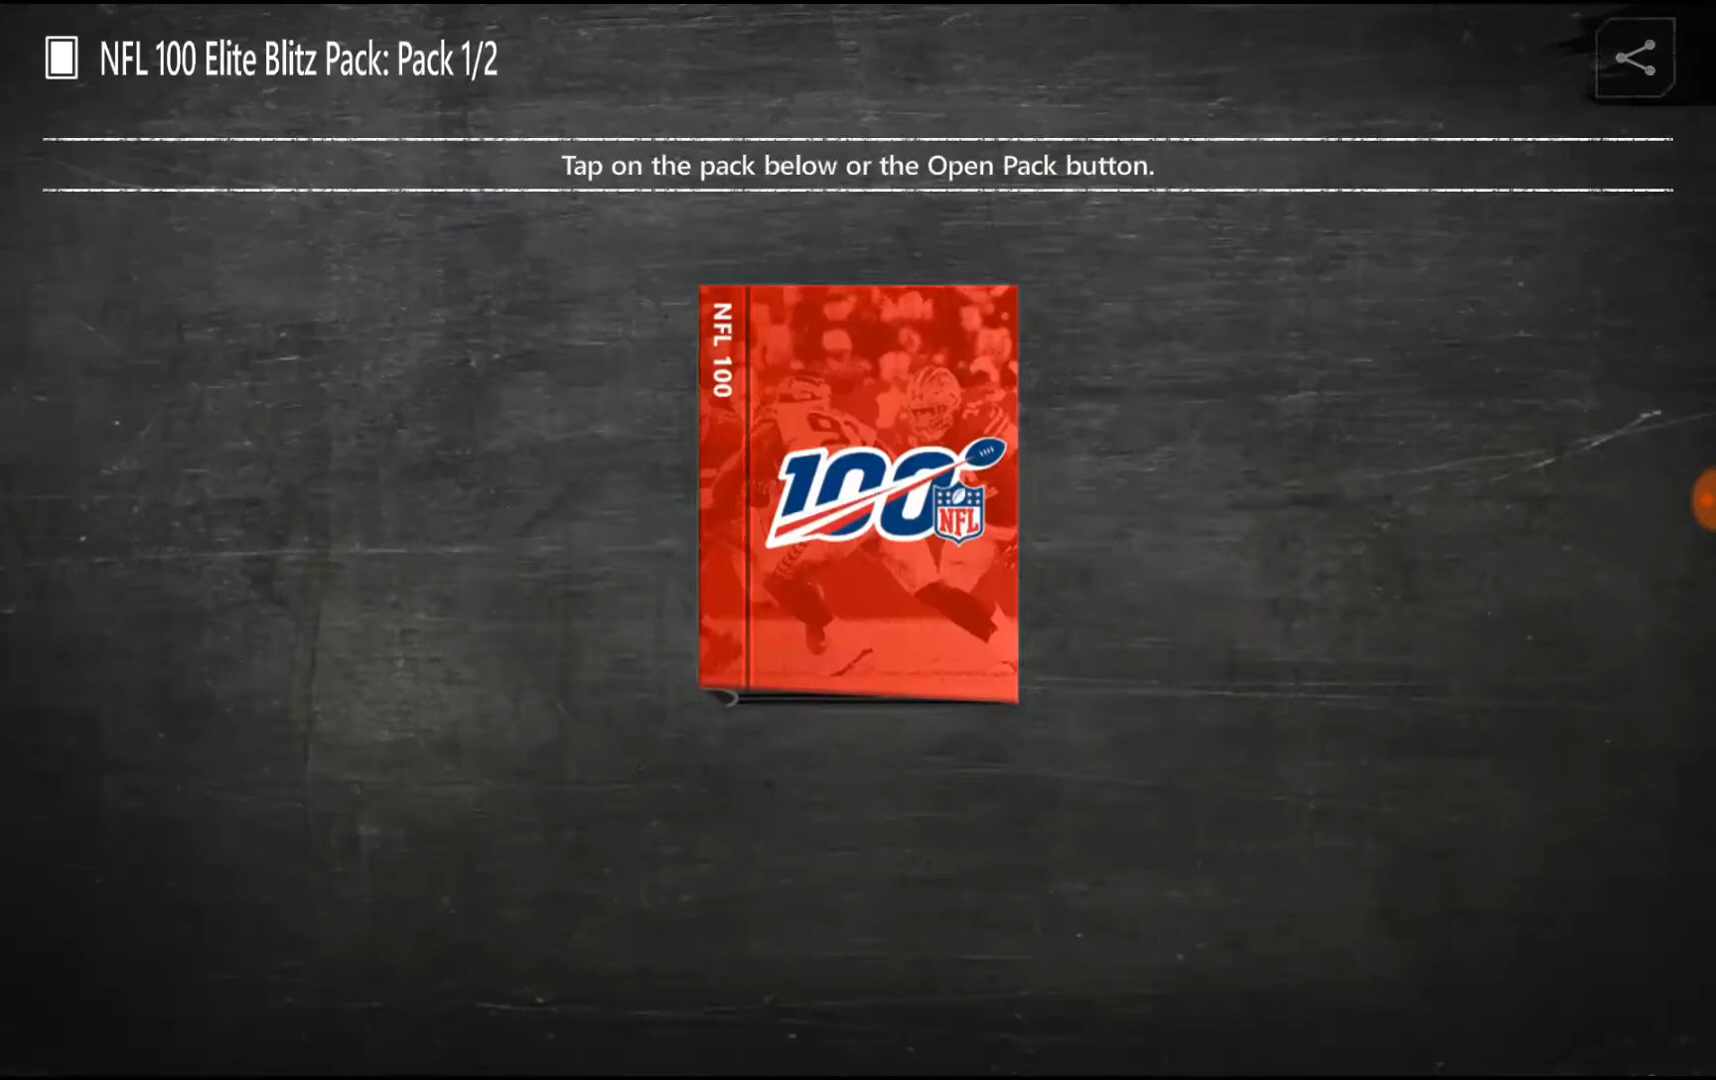 NFL 100 Elite Blitz Pack: Pack 1/2
Tap on the pack below or the Open Pack button.
NFL 100
100
NFL